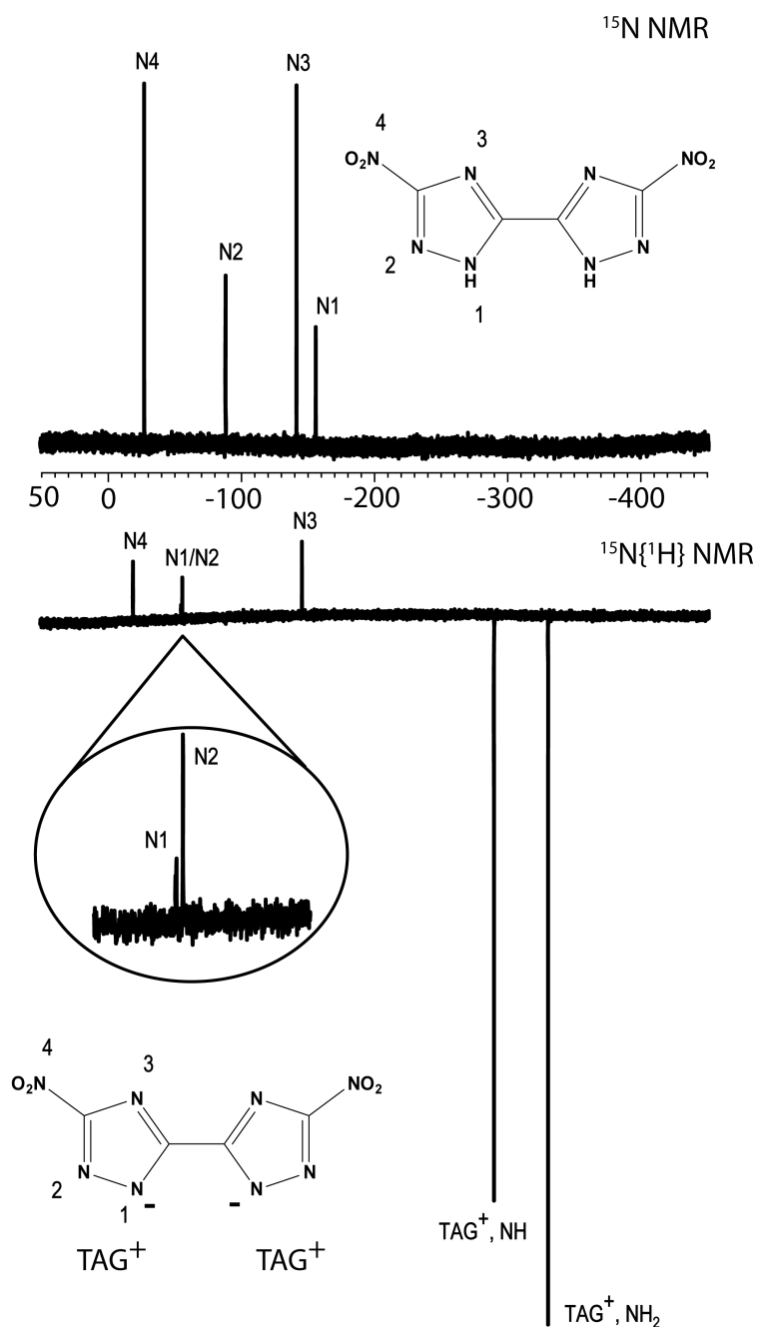 ¹⁵N NMR
N4
N3
N2
N1
4
3
O₂N
N
N
NO₂
N
N
2
N
H
N
H
1
50 0 -100 -200 -300 -400
¹⁵N{¹H} NMR
N4
N1/N2
N3
N2
N1
4
3
O₂N
N
N
NO₂
N
N
2
N
N
1
-
-
TAG⁺
TAG⁺
TAG⁺, NH
TAG⁺, NH₂